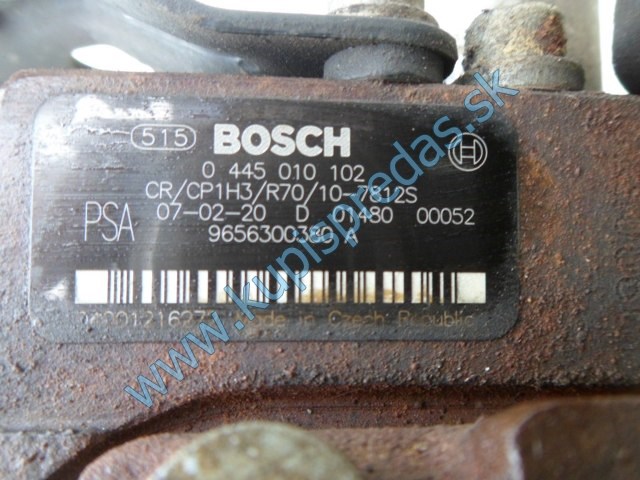 515 BOSCH
0 445 010 102
CR/CP1H3/R70/10-7812S
PSA 07-02-20 D 01480 00052
9656300380 A
Made in Czech Republic
www.kupispredas.sk